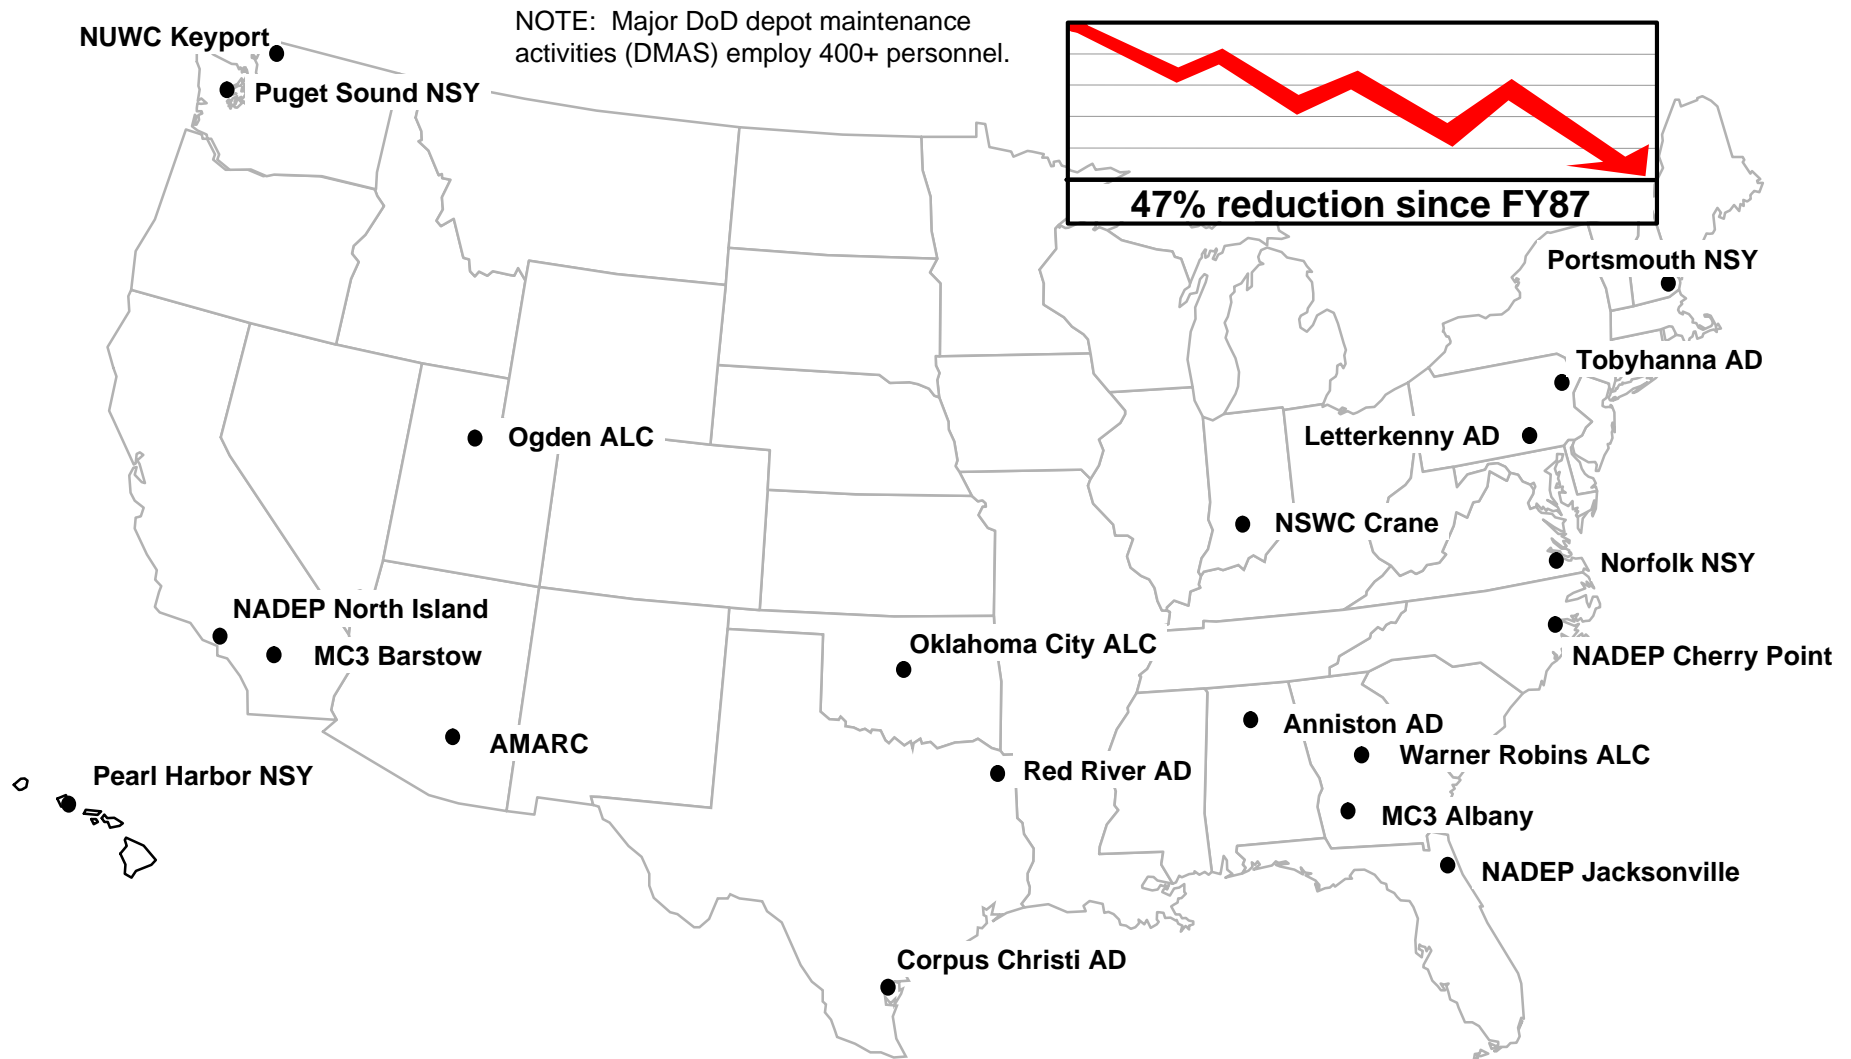 NOTE: Major DoD depot maintenance
activities (DMAS) employ 400+ personnel.
NUWC Keyport
Puget Sound NSY
47% reduction since FY87
Portsmouth NSY
Tobyhanna AD
Ogden ALC
Letterkenny AD
NSWC Crane
Norfolk NSY
NADEP North Island
MC3 Barstow
Oklahoma City ALC
NADEP Cherry Point
AMARC
Anniston AD
Warner Robins ALC
Pearl Harbor NSY
Red River AD
MC3 Albany
NADEP Jacksonville
Corpus Christi AD